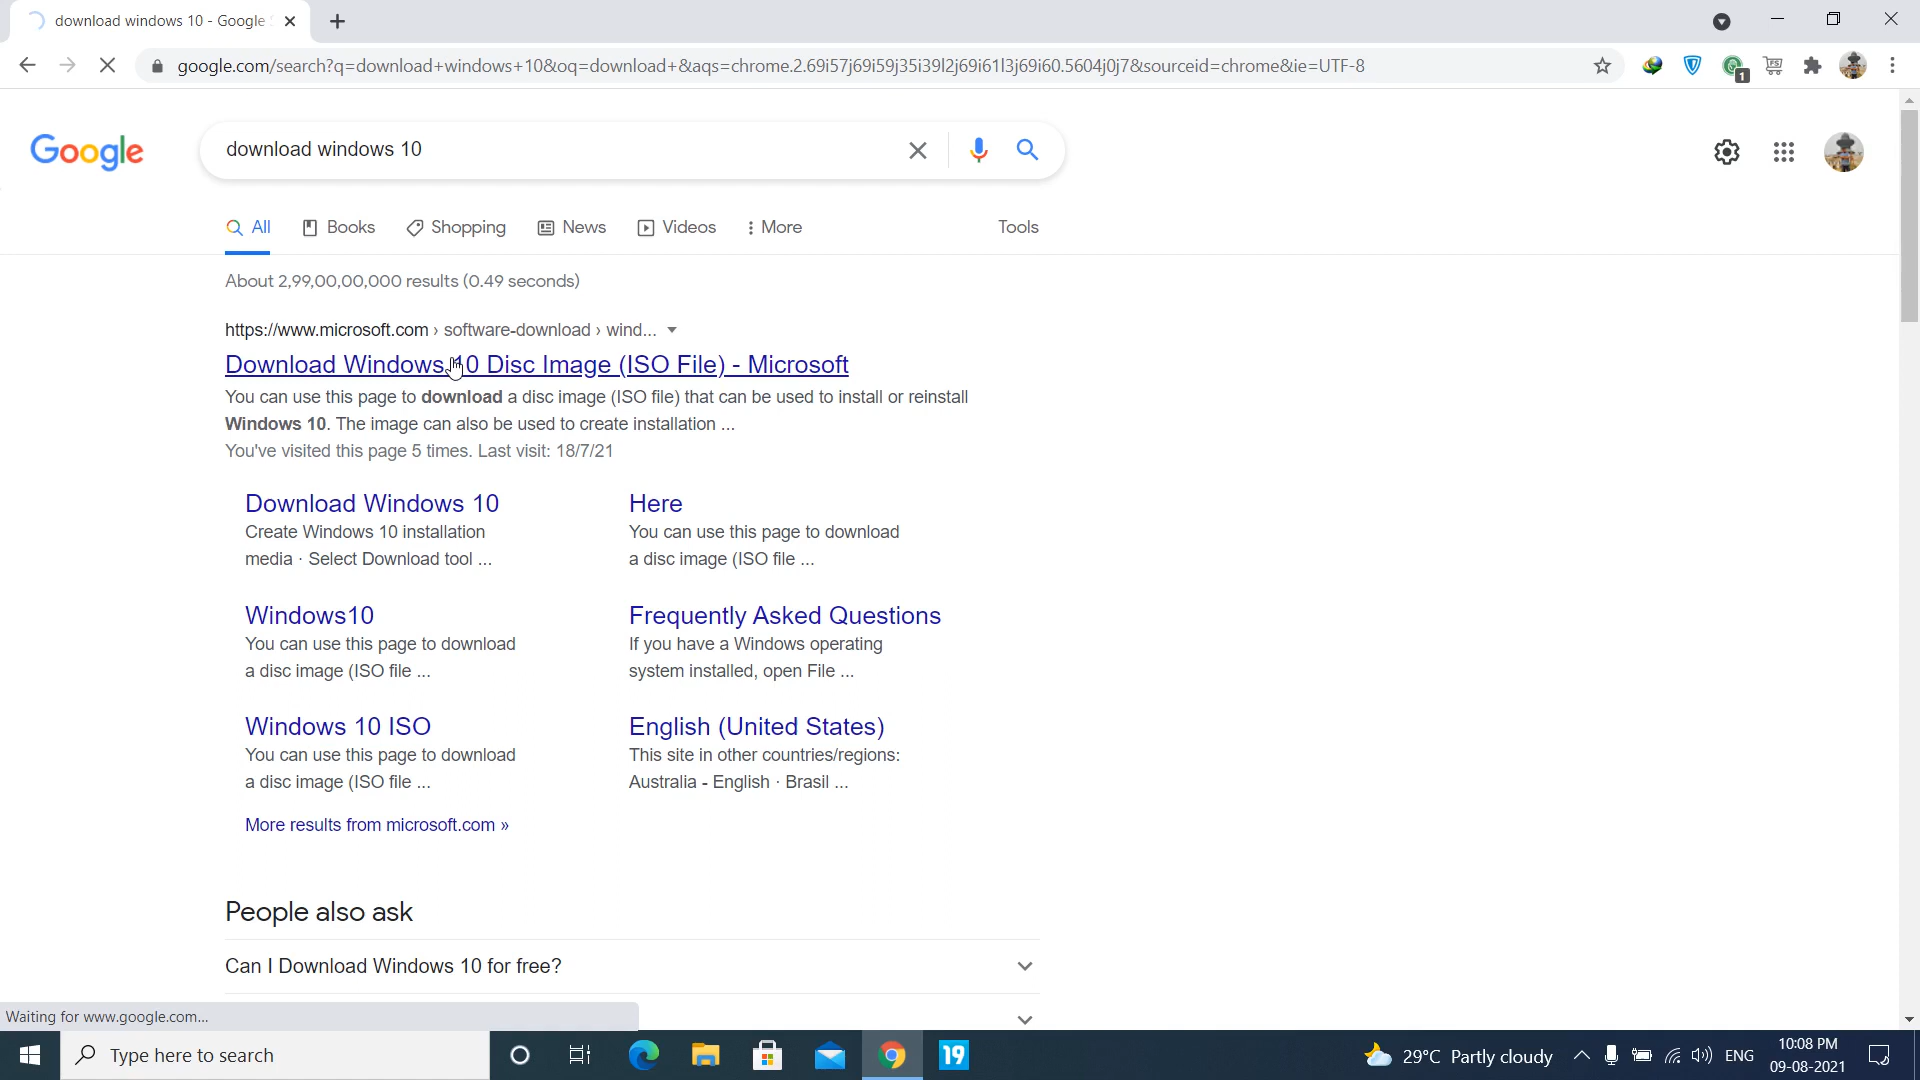 download windows 10 - Google
google.com/search?q=download+windows+10&oq=download+&aqs=chrome.2.69i57j69i59j35i39l2j69i61l3j69i60.5604j0j7&sourceid=chrome&ie=UTF-8
1
Google
download windows 10
All
Books
Shopping
News
Videos
More
Tools
About 2,99,00,00,000 results (0.49 seconds)
https://www.microsoft.com › software-download › wind...
Download Windows 10 Disc Image (ISO File) - Microsoft
You can use this page to download a disc image (ISO file) that can be used to install or reinstall
Windows 10. The image can also be used to create installation ...
You've visited this page 5 times. Last visit: 18/7/21
Download Windows 10
Create Windows 10 installation
media · Select Download tool ...
Here
You can use this page to download
a disc image (ISO file ...
Windows10
You can use this page to download
a disc image (ISO file ...
Frequently Asked Questions
If you have a Windows operating
system installed, open File ...
Windows 10 ISO
You can use this page to download
a disc image (ISO file ...
English (United States)
This site in other countries/regions:
Australia - English · Brasil ...
More results from microsoft.com »
People also ask
Can I Download Windows 10 for free?
Waiting for www.google.com...
Type here to search
19
29°C Partly cloudy
ENG
10:08 PM
09-08-2021